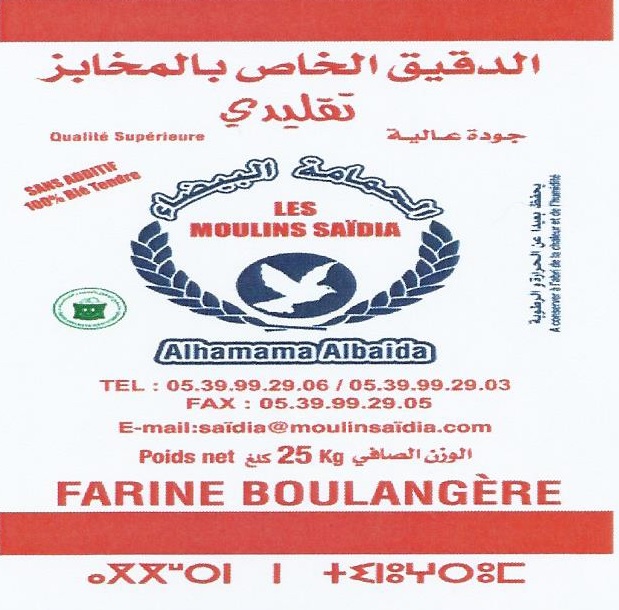 الدقيق الخاص بالمخابز
تقليدي
Qualité Supérieure
جودة عالية
SANS ADDITIF
100% Blé Tendre
الحمامة البيضاء
LES
MOULINS SAÏDIA
Alhamama Albaida
يحفظ بعيدا عن الحرارة و الرطوبة
A conserver à l'abri de la chaleur et de l'humidité
TEL : 05.39.99.29.06 / 05.39.99.29.03
FAX : 05.39.99.29.05
E-mail:saïdia@moulinsaïdia.com
Poids net كلغ 25 Kg الوزن الصافي
FARINE BOULANGÈRE
ⴰⴳⴳⵯⵔⵏ ⵏ ⵜⵉⵏⵓⵖⵔⵓⵎ